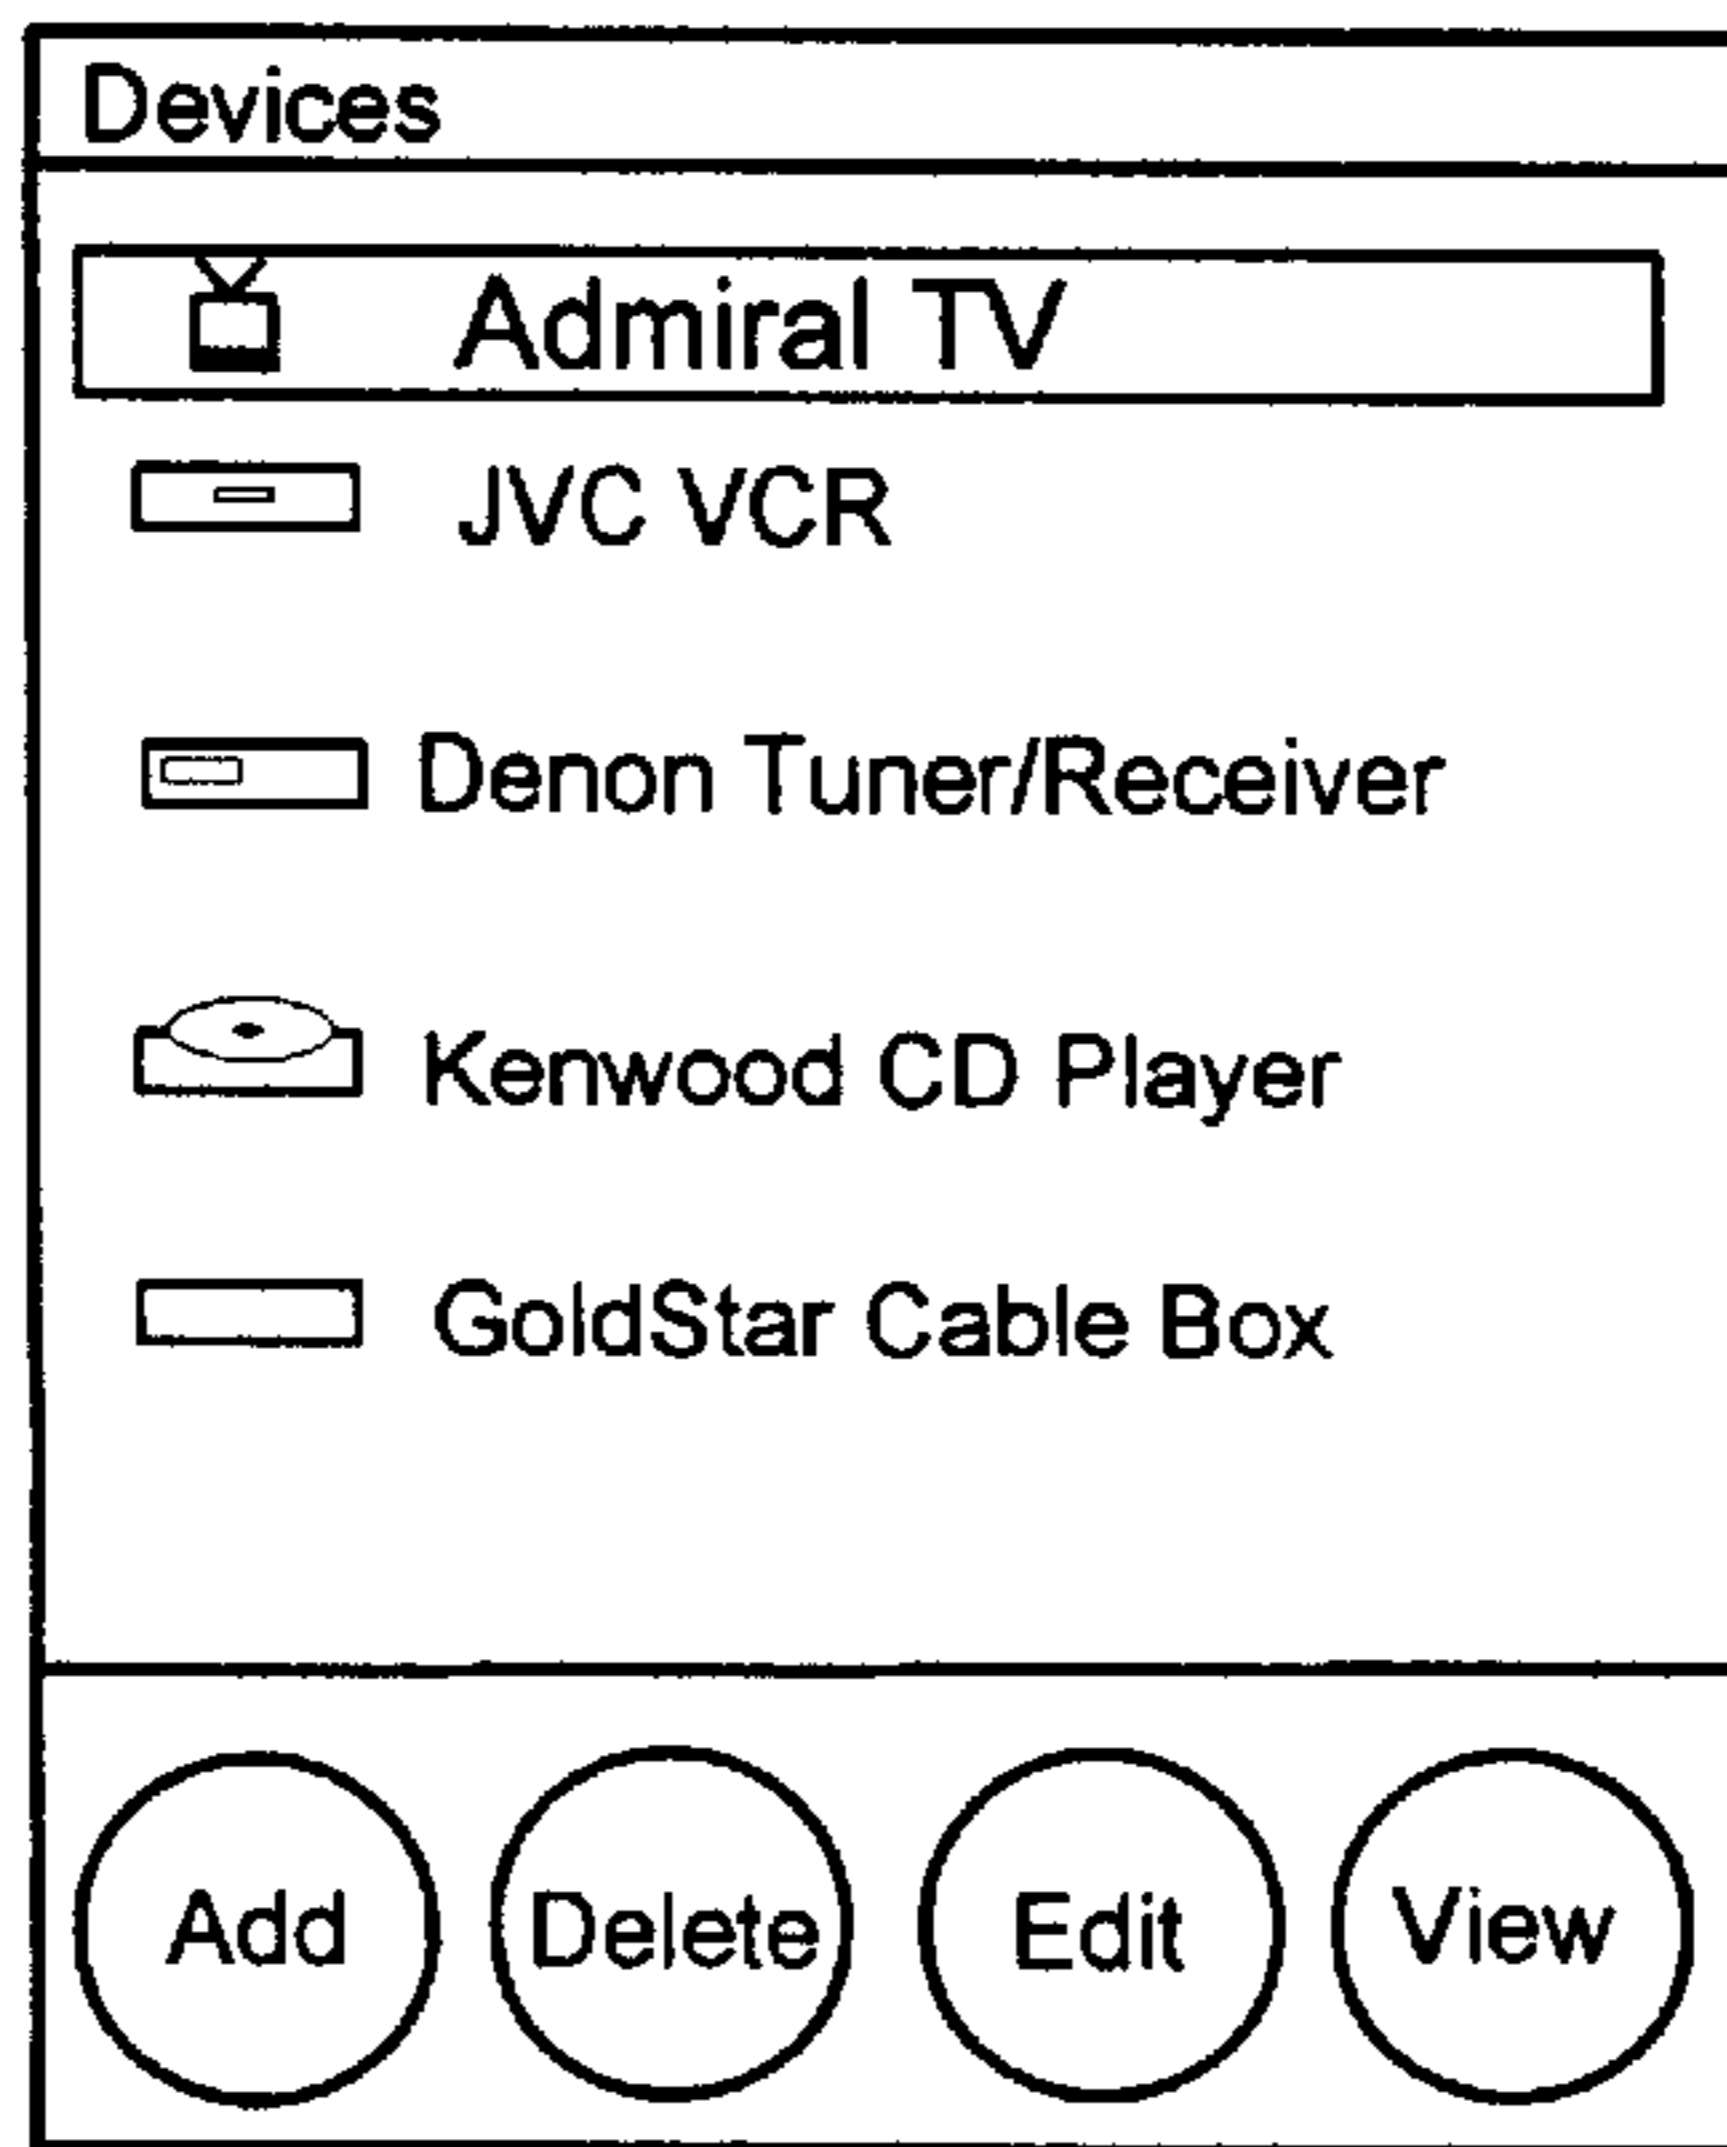 Devices
Admiral TV
JVC VCR
Denon Tuner/Receiver
Kenwood CD Player
GoldStar Cable Box
Add Delete Edit View